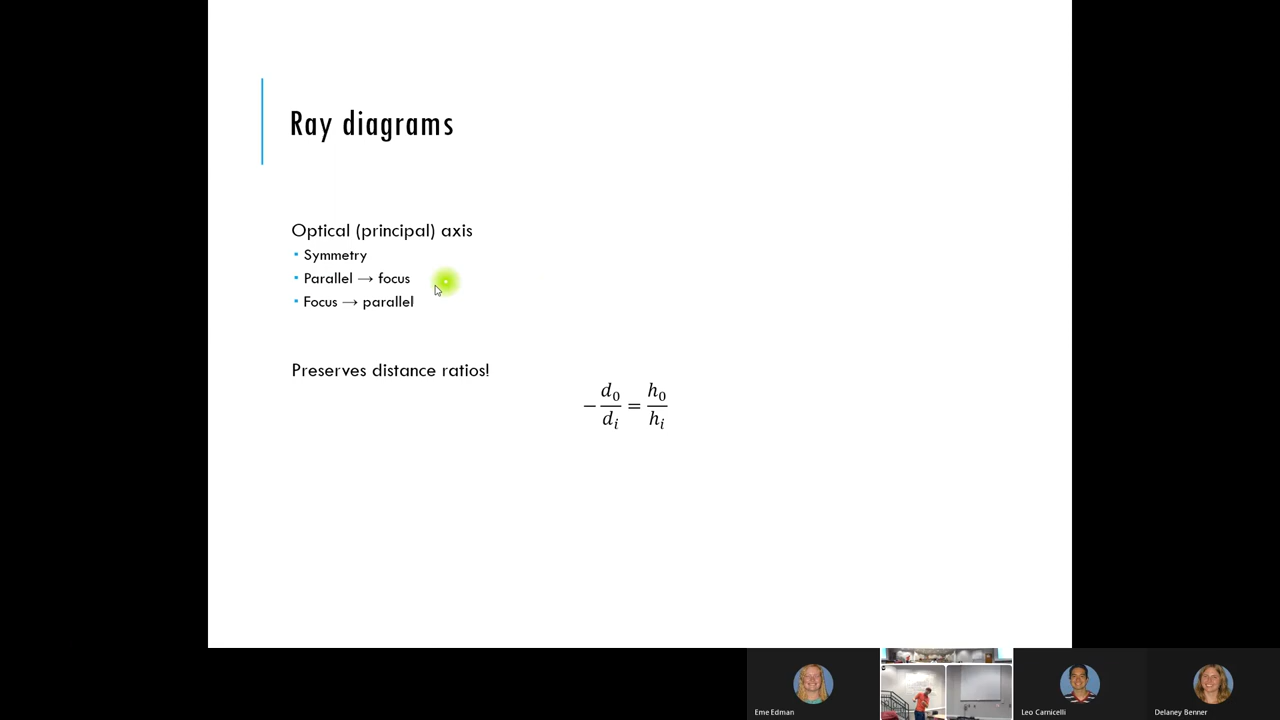 Ray diagrams
Optical (principal) axis
▪ Symmetry
▪ Parallel → focus
▪ Focus → parallel
Preserves distance ratios!
−d₀/dᵢ = h₀/hᵢ
Eme Edman
Leo Carnicelli
Delaney Benner